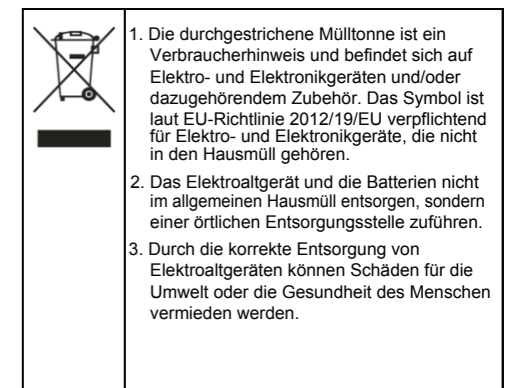 1. Die durchgestrichene Mülltonne ist ein
Verbraucherhinweis und befindet sich auf
Elektro- und Elektronikgeräten und/oder
dazugehörendem Zubehör. Das Symbol ist
laut EU-Richtlinie 2012/19/EU verpflichtend
für Elektro- und Elektronikgeräte, die nicht
in den Hausmüll gehören.
2. Das Elektroaltgerät und die Batterien nicht
im allgemeinen Hausmüll entsorgen, sondern
einer örtlichen Entsorgungsstelle zuführen.
3. Durch die korrekte Entsorgung von
Elektroaltgeräten können Schäden für die
Umwelt oder die Gesundheit des Menschen
vermieden werden.